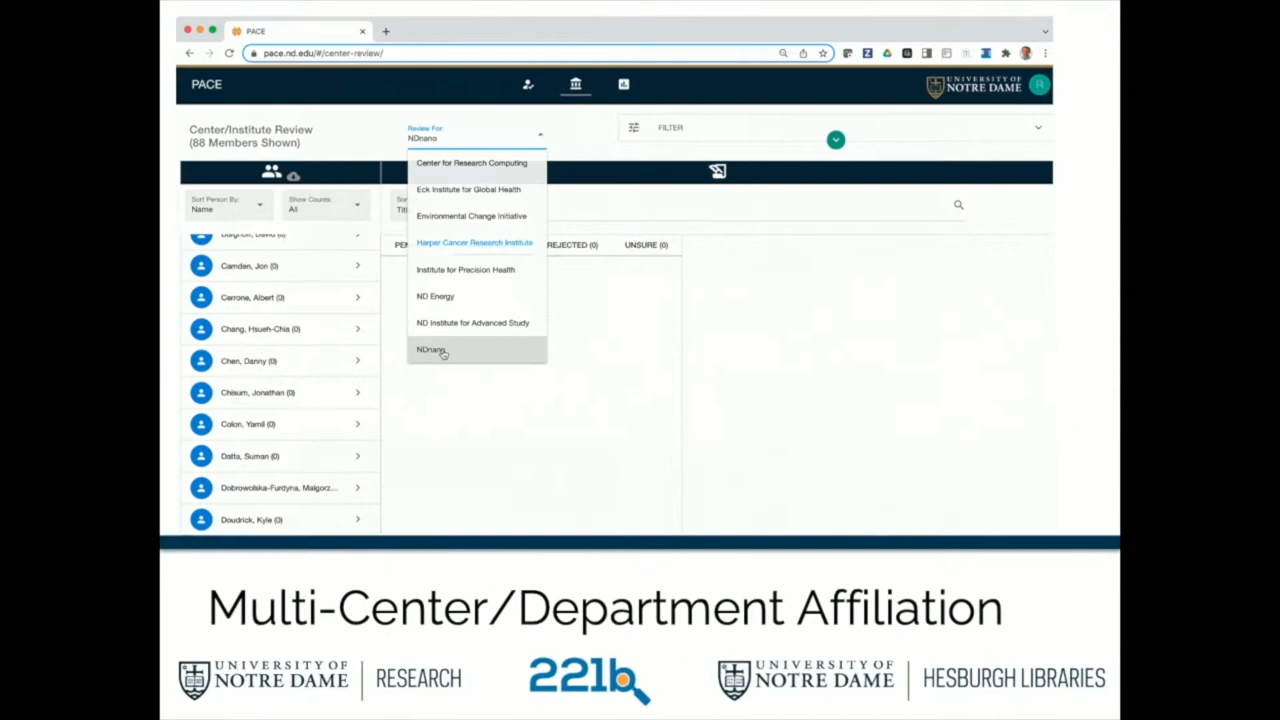 PACE
pace.nd.edu/#/center-review/
PACE
UNIVERSITY OF
NOTRE DAME
R
Center/Institute Review
(88 Members Shown)
Review For:
NDnano
FILTER
Center for Research Computing
Eck Institute for Global Health
Environmental Change Initiative
Harper Cancer Research Institute
Institute for Precision Health
ND Energy
ND Institute for Advanced Study
NDnano
Sort Person By:
Name
Show Counts:
All
Sor
Titl
PEN
REJECTED (0)
UNSURE (0)
Camden, Jon (0)
Cerrone, Albert (0)
Chang, Hsueh-Chia (0)
Chen, Danny (0)
Chisum, Jonathan (0)
Colon, Yamil (0)
Datta, Suman (0)
Dobrowolska-Furdyna, Malgorz...
Doudrick, Kyle (0)
Multi-Center/Department Affiliation
UNIVERSITY OF
NOTRE DAME
RESEARCH
221b
UNIVERSITY OF
NOTRE DAME
HESBURGH LIBRARIES